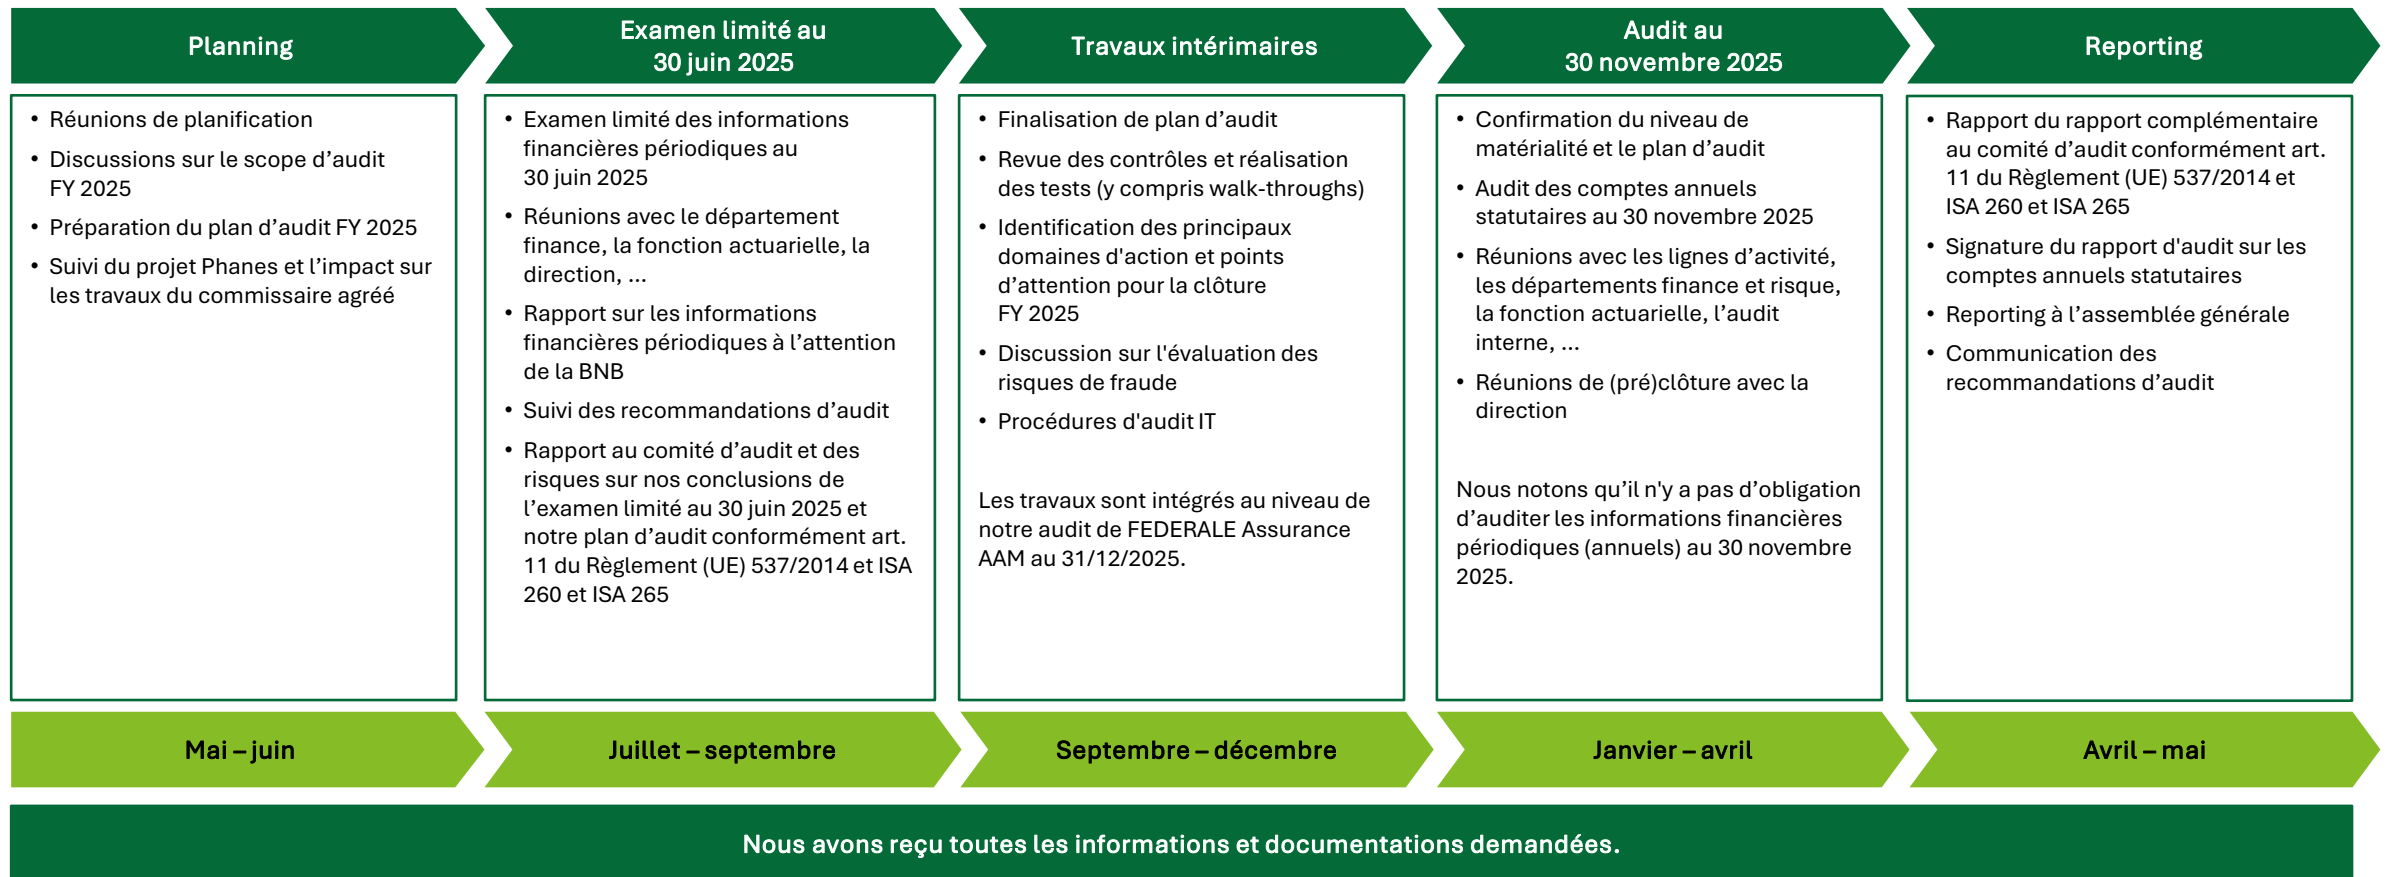 Planning
Examen limité au
30 juin 2025
Travaux intérimaires
Audit au
30 novembre 2025
Reporting
• Réunions de planification
• Discussions sur le scope d’audit
FY 2025
• Préparation du plan d’audit FY 2025
• Suivi du projet Phanes et l’impact sur
les travaux du commissaire agréé
• Examen limité des informations
financières périodiques au
30 juin 2025
• Réunions avec le département
finance, la fonction actuarielle, la
direction, …
• Rapport sur les informations
financières périodiques à l’attention
de la BNB
• Suivi des recommandations d’audit
• Rapport au comité d’audit et des
risques sur nos conclusions de
l’examen limité au 30 juin 2025 et
notre plan d’audit conformément art.
11 du Règlement (UE) 537/2014 et ISA
260 et ISA 265
• Finalisation de plan d’audit
• Revue des contrôles et réalisation
des tests (y compris walk-throughs)
• Identification des principaux
domaines d'action et points
d’attention pour la clôture
FY 2025
• Discussion sur l'évaluation des
risques de fraude
• Procédures d'audit IT
Les travaux sont intégrés au niveau de
notre audit de FEDERALE Assurance
AAM au 31/12/2025.
• Confirmation du niveau de
matérialité et le plan d’audit
• Audit des comptes annuels
statutaires au 30 novembre 2025
• Réunions avec les lignes d’activité,
les départements finance et risque,
la fonction actuarielle, l’audit
interne, …
• Réunions de (pré)clôture avec la
direction
Nous notons qu’il n'y a pas d’obligation
d’auditer les informations financières
périodiques (annuels) au 30 novembre
2025.
• Rapport du rapport complémentaire
au comité d’audit conformément art.
11 du Règlement (UE) 537/2014 et
ISA 260 et ISA 265
• Signature du rapport d'audit sur les
comptes annuels statutaires
• Reporting à l’assemblée générale
• Communication des
recommandations d’audit
Mai – juin
Juillet – septembre
Septembre – décembre
Janvier – avril
Avril – mai
Nous avons reçu toutes les informations et documentations demandées.